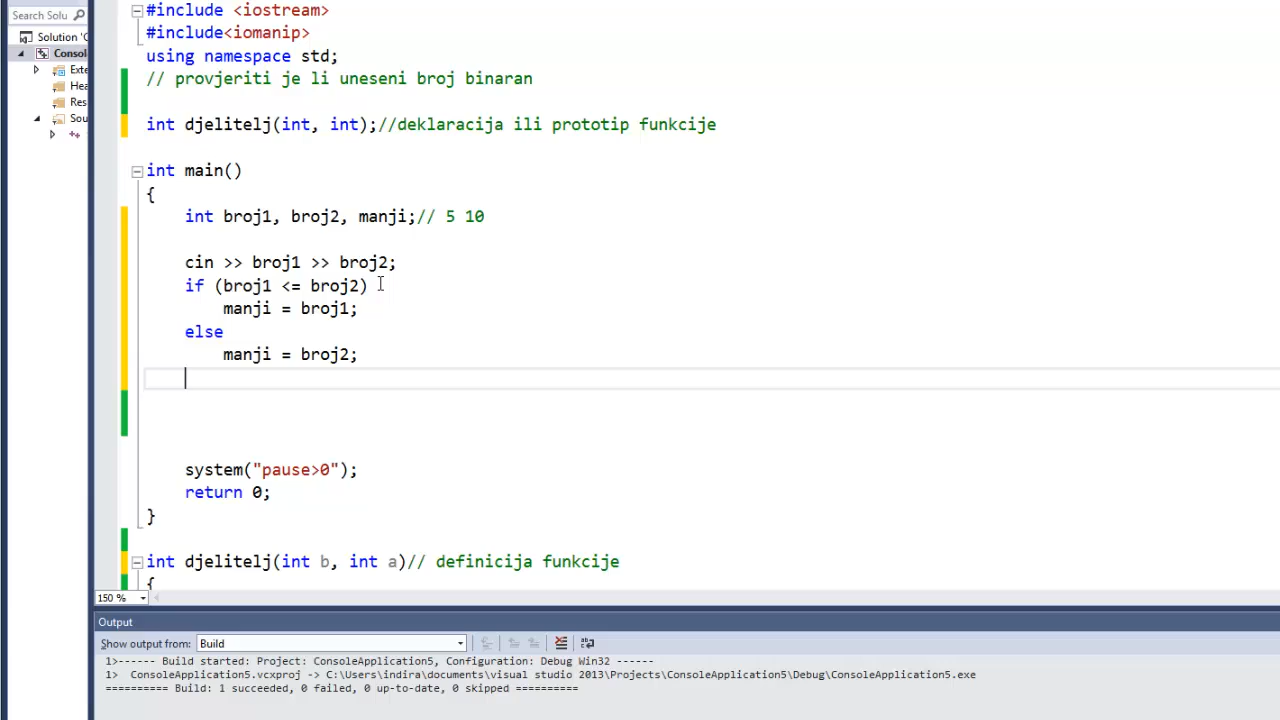 Search Solu
Solution 'C
Consol
Exte
Hea
Res
Sou
#include <iostream>
#include<iomanip>
using namespace std;
// provjeriti je li uneseni broj binaran
int djelitelj(int, int);//deklaracija ili prototip funkcije
int main()
{
int broj1, broj2, manji;// 5 10
cin >> broj1 >> broj2;
if (broj1 <= broj2)
manji = broj1;
else
manji = broj2;
system("pause>0");
return 0;
}
int djelitelj(int b, int a)// definicija funkcije
{
150 %
Output
Show output from: Build
1>------ Build started: Project: ConsoleApplication5, Configuration: Debug Win32 ------
1>  ConsoleApplication5.vcxproj -> C:\Users\indira\documents\visual studio 2013\Projects\ConsoleApplication5\Debug\ConsoleApplication5.exe
========== Build: 1 succeeded, 0 failed, 0 up-to-date, 0 skipped ==========